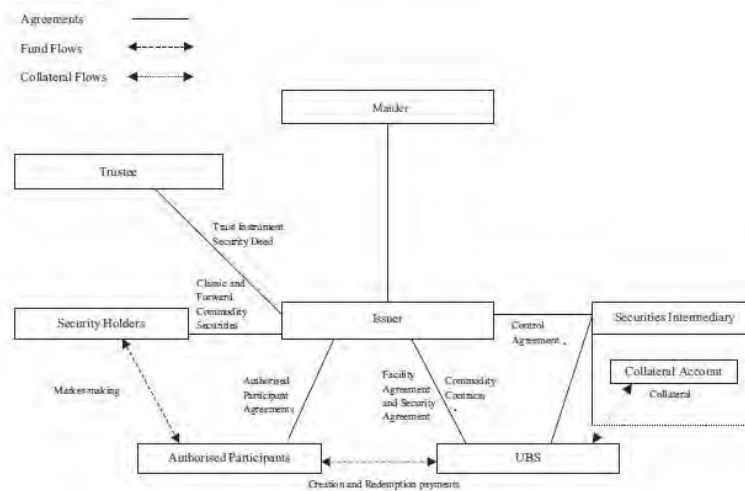 Agreements
Fund Flows
Collateral Flows
Manler
Trustee
Trust Instrument
Security Deed
Classic and
Forward
Commodity
Securities
Security Holders
Issuer
Control
Agreement
Securities Intermediary
Collateral Account
Collateral
Market-making
Authorised
Participant
Agreements
Facility
Agreement
and Security
Agreement
Commodity
Contracts
Authorised Participants
UBS
Creation and Redemption payments